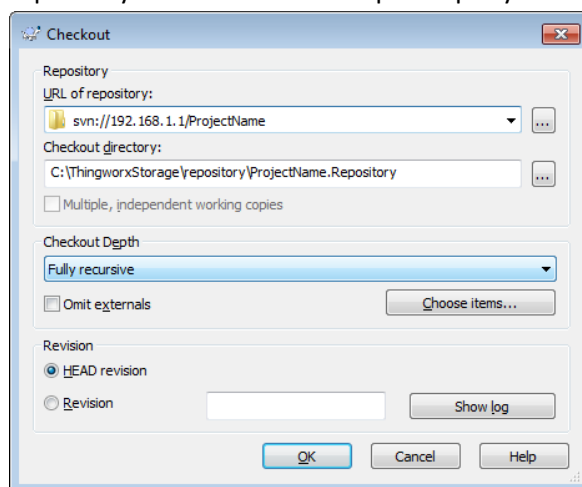 Checkout
Repository
URL of repository:
svn://192.168.1.1/ProjectName
...
Checkout directory:
C:\ThingworxStorage\repository\ProjectName.Repository
...
Multiple, independent working copies
Checkout Depth
Fully recursive
Omit externals
Choose items...
Revision
HEAD revision
Revision
Show log
OK
Cancel
Help